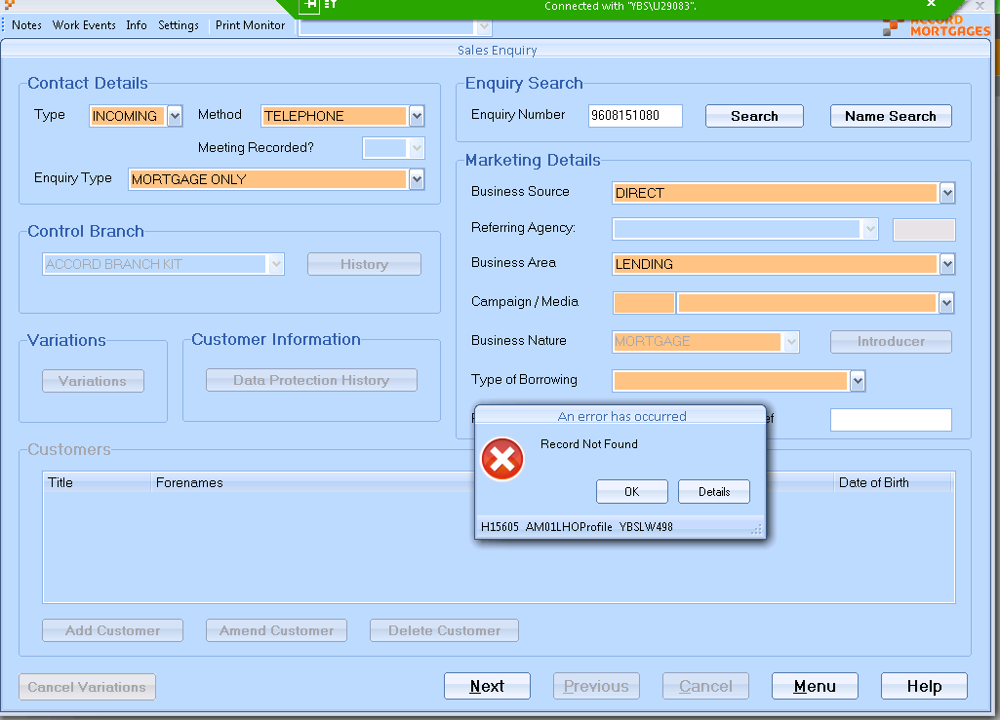 Connected with "YBS\U29083".
Notes Work Events Info Settings Print Monitor
ACCORD
MORTGAGES
Sales Enquiry
Contact Details
Type INCOMING Method TELEPHONE
Meeting Recorded?
Enquiry Type MORTGAGE ONLY
Enquiry Search
Enquiry Number 9608151080 Search Name Search
Marketing Details
Business Source DIRECT
Referring Agency:
Business Area LENDING
Campaign / Media
Business Nature MORTGAGE Introducer
Type of Borrowing
Control Branch
ACCORD BRANCH KIT History
Variations
Variations
Customer Information
Data Protection History
An error has occurred
Record Not Found
OK Details
H15605 AM01LHOProfile YBSLW498
Customers
Title Forenames Date of Birth
Add Customer Amend Customer Delete Customer
Cancel Variations Next Previous Cancel Menu Help